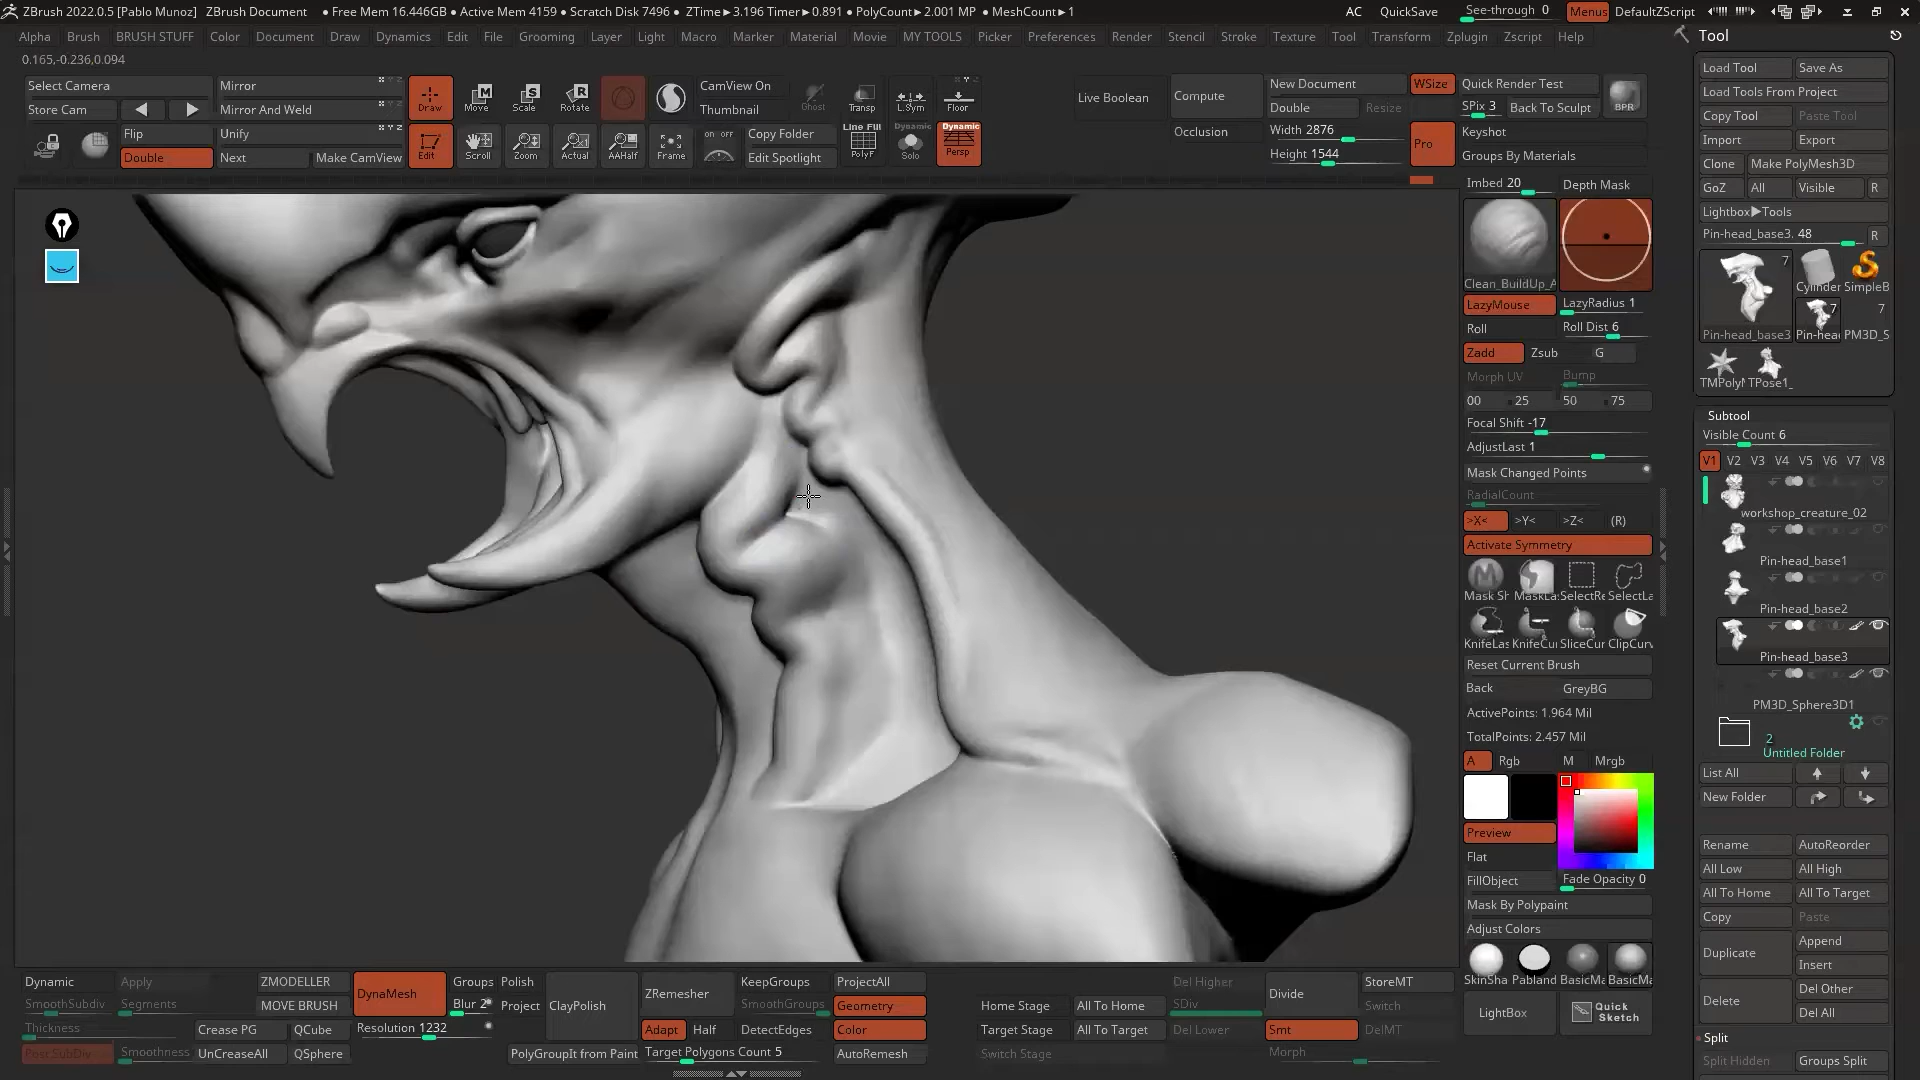 ZBrush 2022.0.5 [Pablo Munoz] ZBrush Document ● Free Mem 16.446GB ● Active Mem 4159 ● Scratch Disk 7496 ● ZTime►3.196 Timer►0.891 ● PolyCount►2.001 MP ● MeshCount►1 AC QuickSave See-through 0 Menus DefaultZScript
Alpha Brush BRUSH STUFF Color Document Draw Dynamics Edit File Grooming Layer Light Macro Marker Material Movie MY TOOLS Picker Preferences Render Stencil Stroke Texture Tool Transform Zplugin Zscript Help
0.165,-0.236,0.094
Select Camera Mirror CamView On
Store Cam Mirror And Weld Thumbnail
Flip Unify Copy Folder
Double Next Make CamView Edit Spotlight
Draw Move Scale Rotate Ghost Transp L.Sym Floor
Edit Scroll Zoom Actual AAHalf Frame ON OFF Line Fill PolyF Dynamic Solo Dynamic Persp
Live Boolean Compute New Document WSize Quick Render Test
Double Resize SPix 3 Back To Sculpt BPR
Occlusion Width 2876 Pro Keyshot
Height 1544 Groups By Materials
Imbed 20 Depth Mask
Clean_BuildUp_A
LazyMouse LazyRadius 1
Roll Roll Dist 6
Zadd Zsub G
Morph UV Bump
00 25 50 75
Focal Shift -17
AdjustLast 1
Mask Changed Points
RadialCount
>X< >Y< >Z< (R)
Activate Symmetry
Mask Sh MaskLa SelectRe SelectLa
KnifeLas KnifeCu SliceCur ClipCurv
Reset Current Brush
Back GreyBG
ActivePoints: 1.964 Mil
TotalPoints: 2.457 Mil
A Rgb M Mrgb
Preview
Flat
FillObject Fade Opacity 0
Mask By Polypaint
Adjust Colors
SkinSha Pabland BasicMa BasicMa
LightBox Quick Sketch
Tool
Load Tool Save As
Load Tools From Project
Copy Tool Paste Tool
Import Export
Clone Make PolyMesh3D
GoZ All Visible R
Lightbox►Tools
Pin-head_base3. 48 R
7 Cylinder SimpleB
7 7
Pin-head_base3 Pin-head PM3D_S
TMPolyM TPose1_
Subtool
Visible Count 6
V1 V2 V3 V4 V5 V6 V7 V8
workshop_creature_02
Pin-head_base1
Pin-head_base2
Pin-head_base3
PM3D_Sphere3D1
2
Untitled Folder
List All
New Folder
Rename AutoReorder
All Low All High
All To Home All To Target
Copy Paste
Duplicate Append
Insert
Delete Del Other
Del All
Split
Split Hidden Groups Split
Dynamic Apply ZMODELLER DynaMesh Groups Polish ClayPolish ZRemesher KeepGroups ProjectAll Del Higher Divide StoreMT
SmoothSubdiv Segments MOVE BRUSH Blur 2 Project SmoothGroups Geometry Home Stage All To Home SDiv Switch
Thickness Crease PG QCube Resolution 1232 Adapt Half DetectEdges Color Target Stage All To Target Del Lower Smt DelMT
PostSubDiv Smoothness UnCreaseAll QSphere PolyGroupIt from Paint Target Polygons Count 5 AutoRemesh Switch Stage Morph